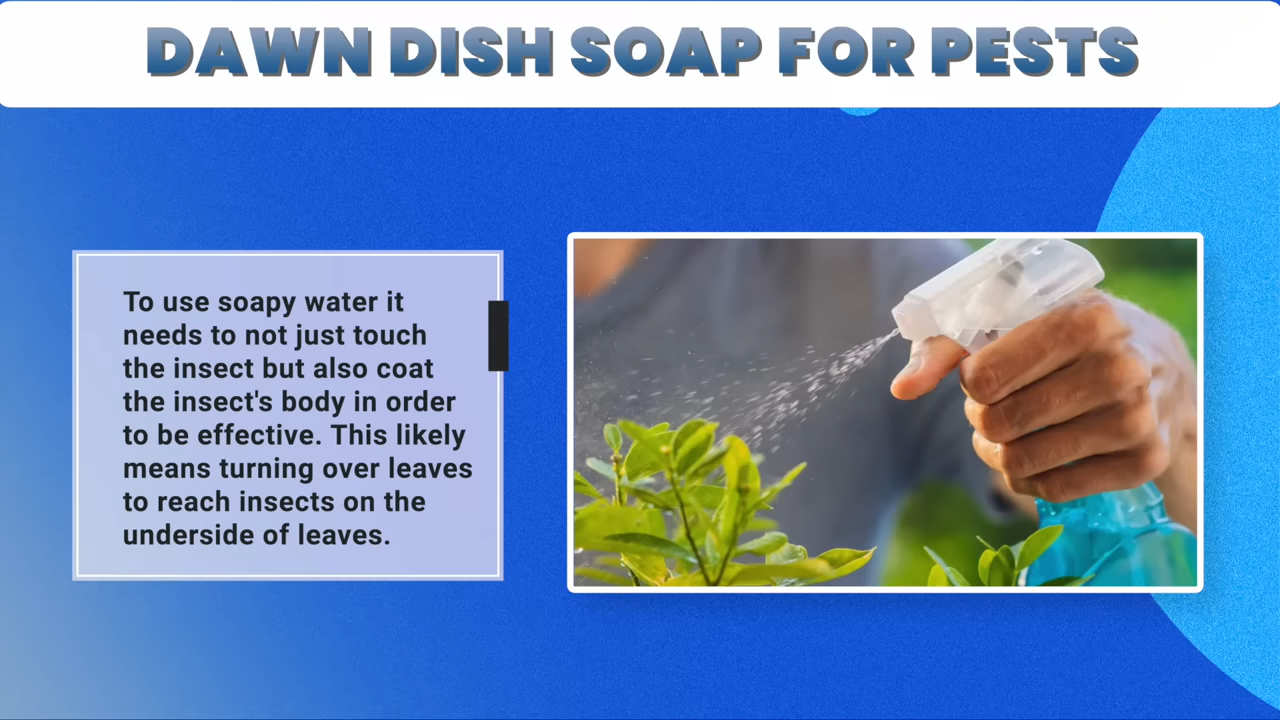 DAWN DISH SOAP FOR PESTS
To use soapy water it
needs to not just touch
the insect but also coat
the insect's body in order
to be effective. This likely
means turning over leaves
to reach insects on the
underside of leaves.